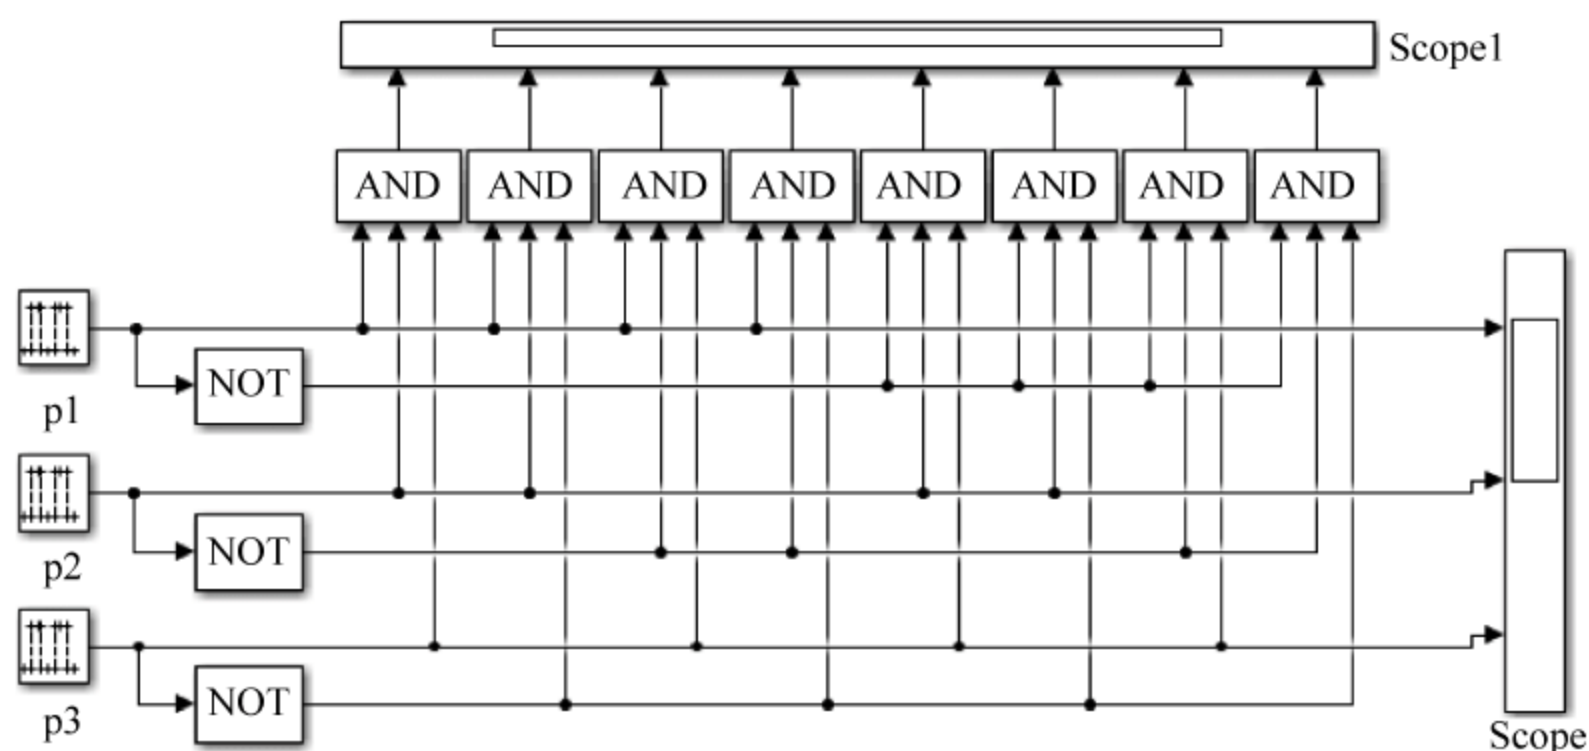 Scope1
AND AND AND AND AND AND AND AND
NOT
p1
NOT
p2
NOT
p3
Scope